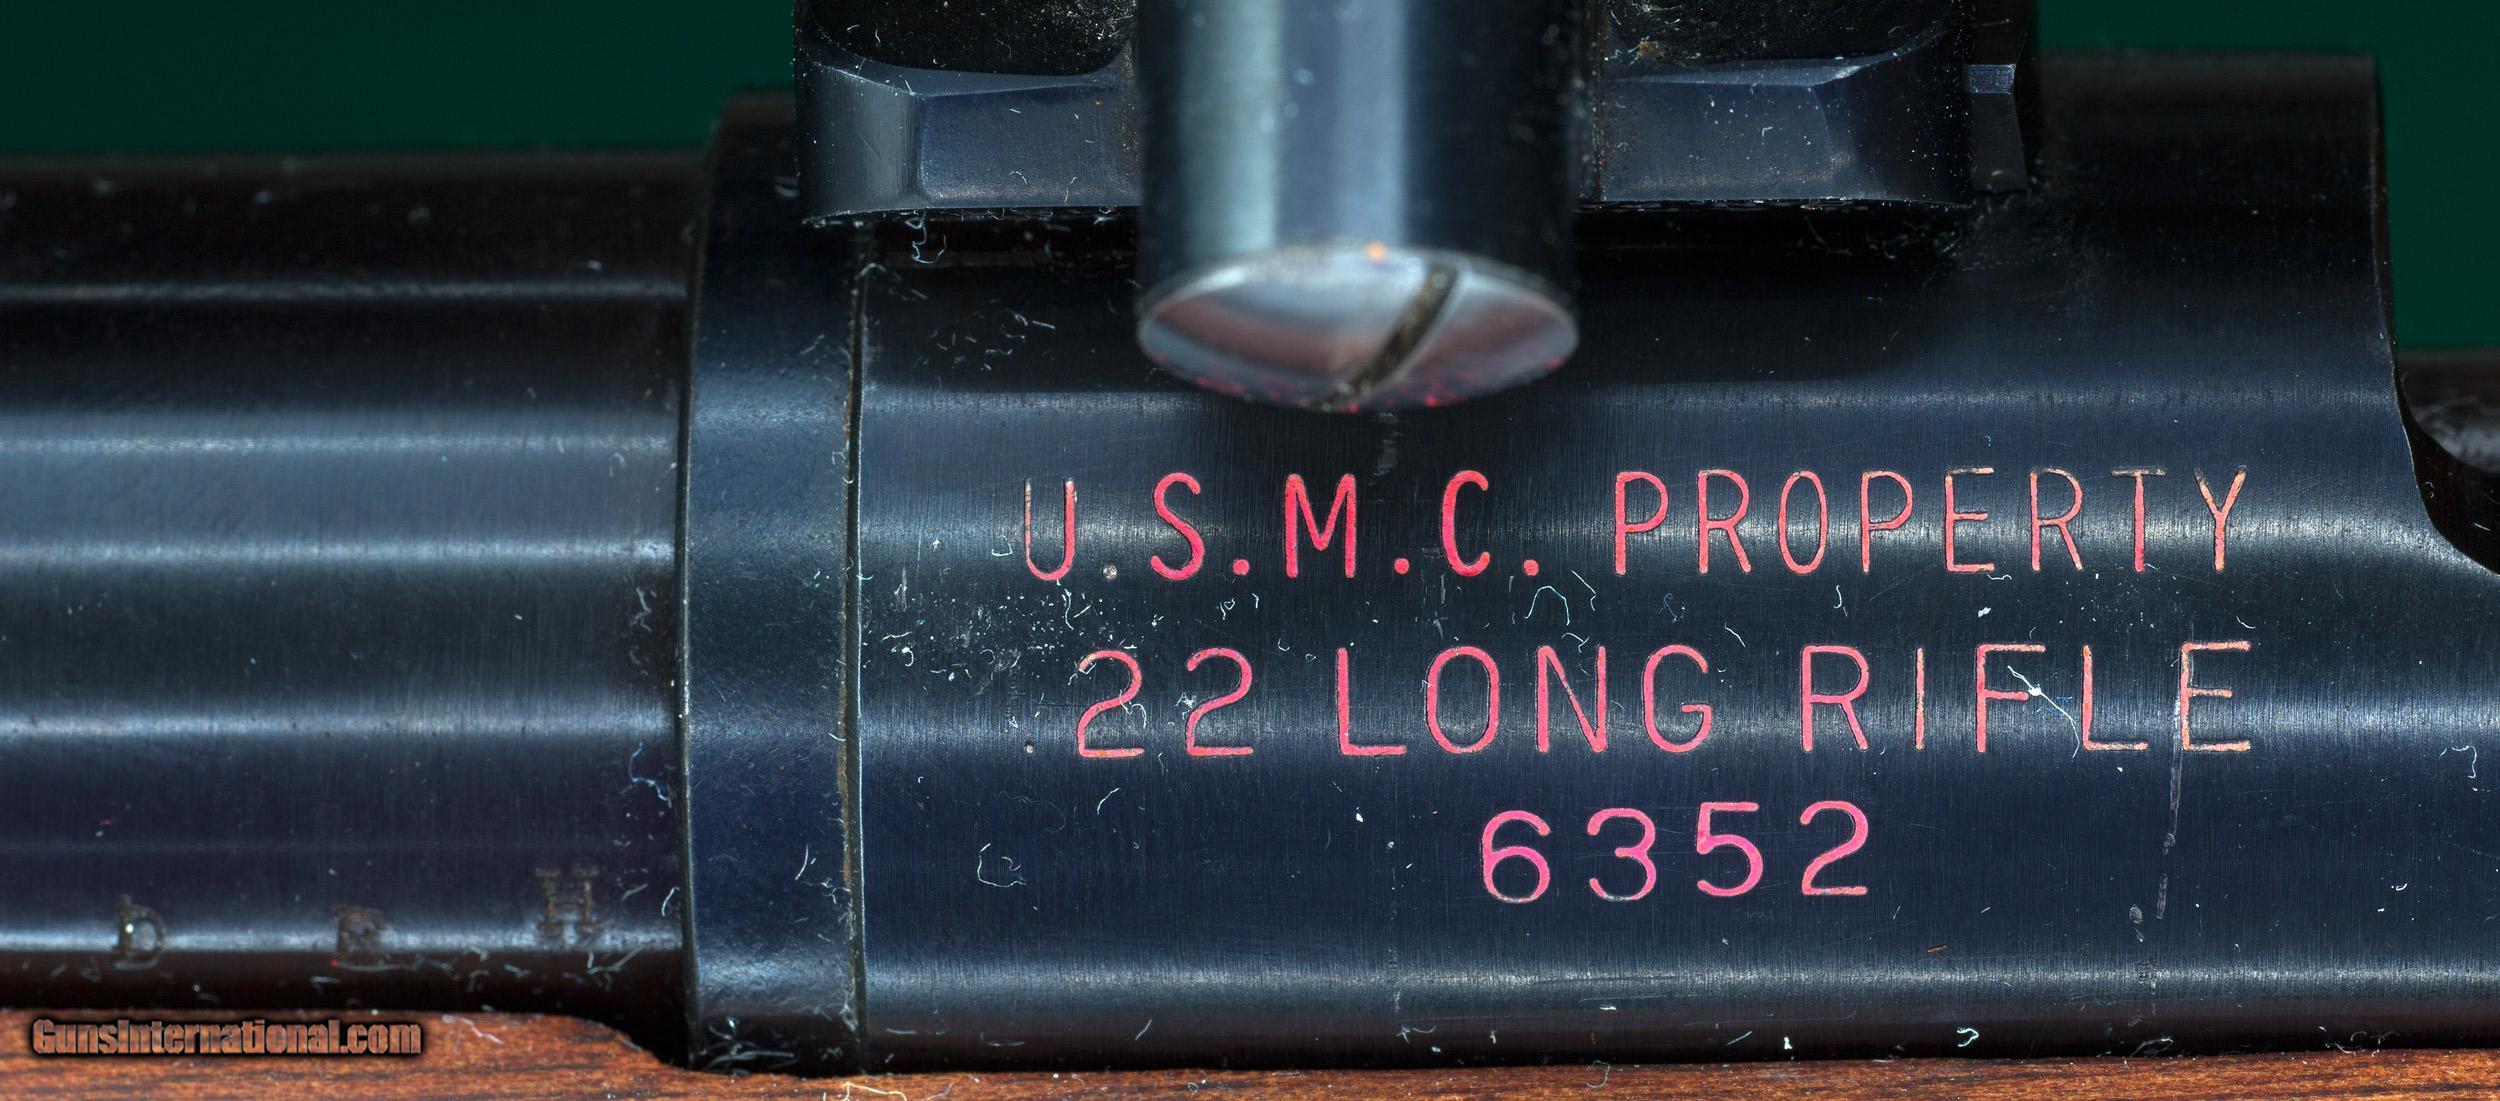 U.S.M.C. PROPERTY
.22 LONG RIFLE
6352
D
GunsInternational.com